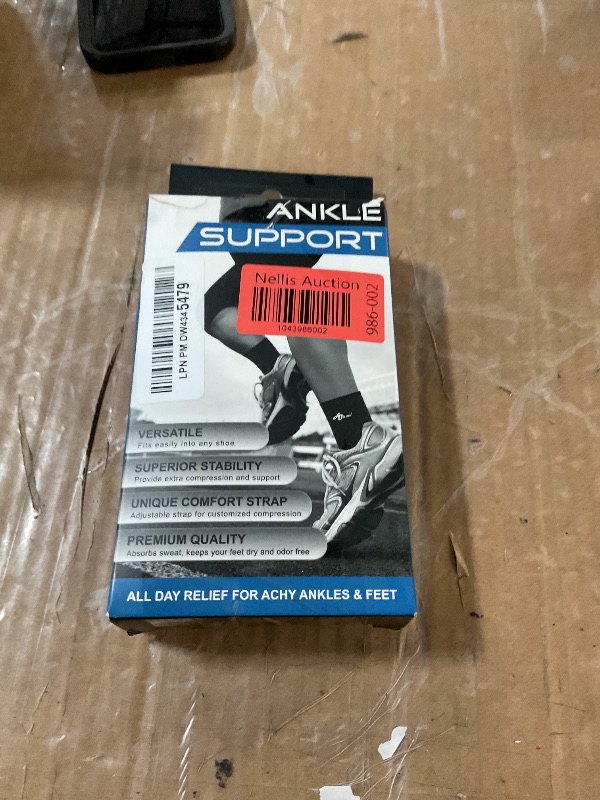 ANKLE
SUPPORT
Nellis Auction
1043986002
986-002
LPN PM DW4345479
VERSATILE
Fits easily into any shoe
SUPERIOR STABILITY
Provide extra compression and support
UNIQUE COMFORT STRAP
Adjustable strap for customized compression
PREMIUM QUALITY
Absorbs sweat, keeps your feet dry and odor free
ALL DAY RELIEF FOR ACHY ANKLES & FEET